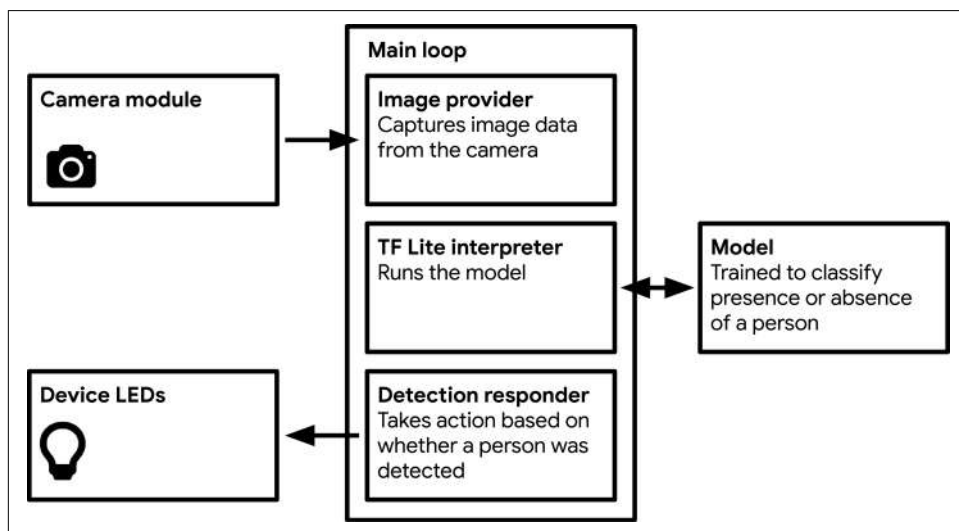 Main loop
Camera module
Image provider
Captures image data
from the camera
TF Lite interpreter
Runs the model
Model
Trained to classify
presence or absence
of a person
Device LEDs
Detection responder
Takes action based on
whether a person was
detected